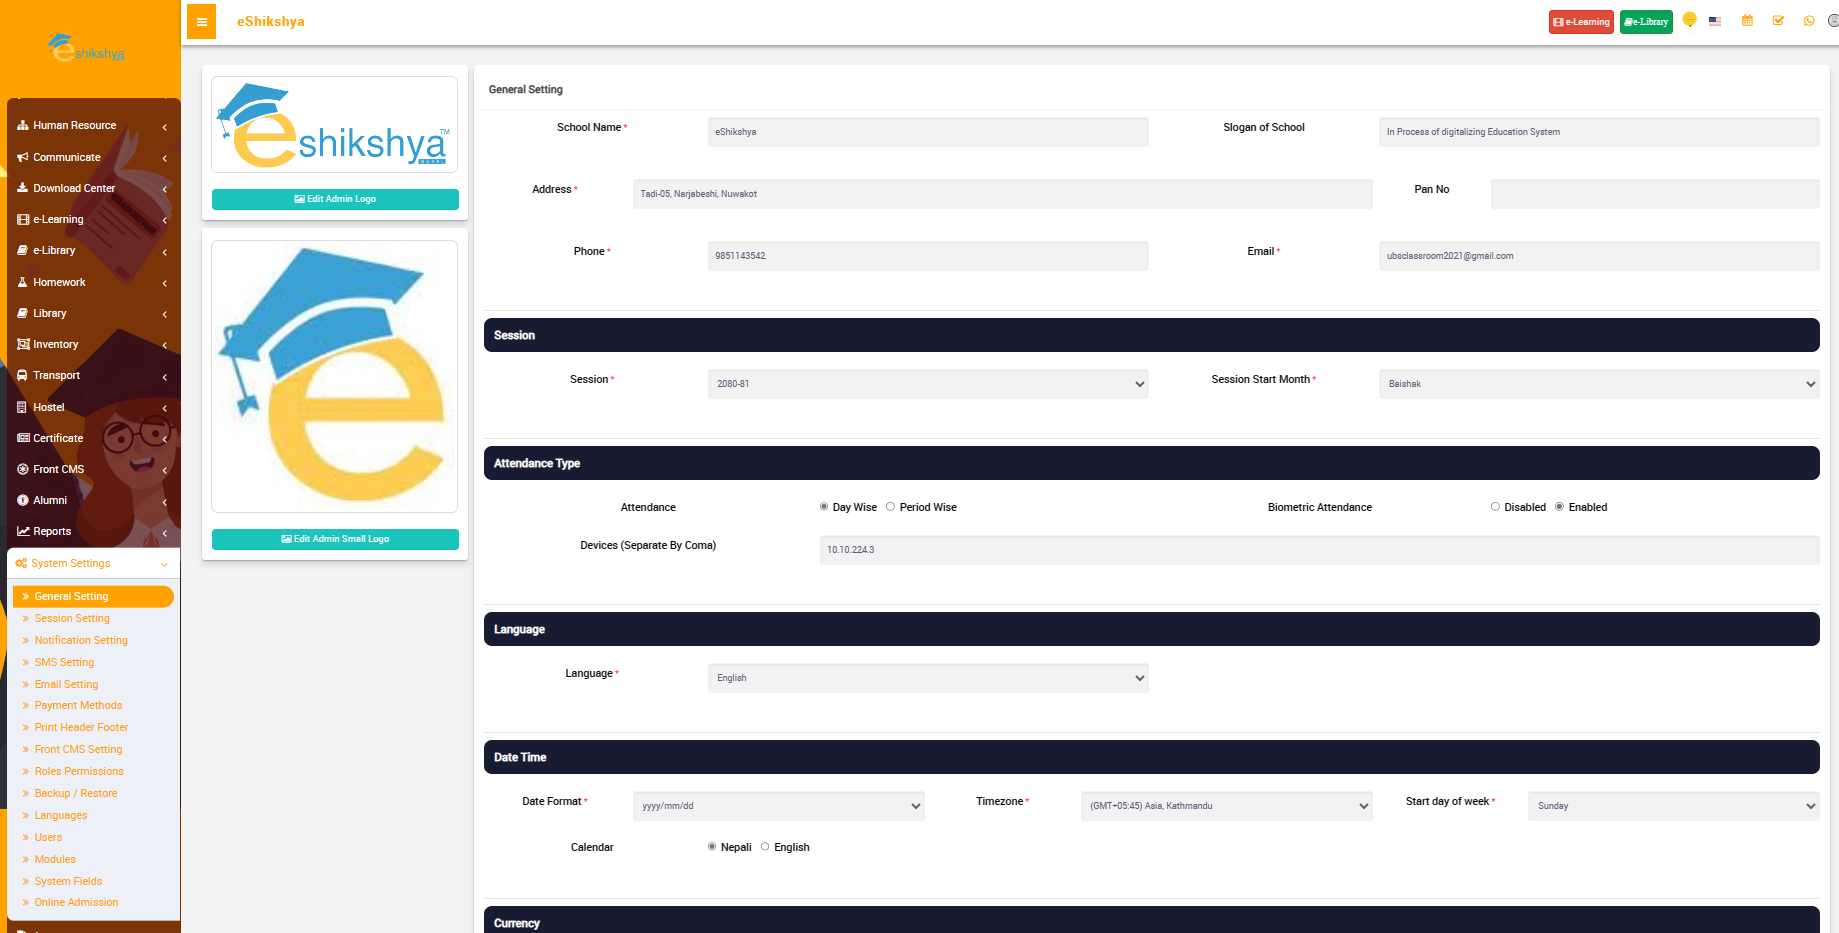 eShikshya
e-Learning
e-Library
eshikshya
Human Resource
Communicate
Download Center
e-Learning
e-Library
Homework
Library
Inventory
Transport
Hostel
Certificate
Front CMS
Alumni
Reports
System Settings
General Setting
Session Setting
Notification Setting
SMS Setting
Email Setting
Payment Methods
Print Header Footer
Front CMS Setting
Roles Permissions
Backup / Restore
Languages
Users
Modules
System Fields
Online Admission
eshikshya™
NEPAL
Edit Admin Logo
e
Edit Admin Small Logo
General Setting
School Name * eShikshya Slogan of School In Process of digitalizing Education System
Address * Tadi-05, Narjabeshi, Nuwakot Pan No
Phone * 9851143542 Email * ubsclassroom2021@gmail.com
Session
Session * 2080-81 Session Start Month * Baishak
Attendance Type
Attendance Day Wise Period Wise Biometric Attendance Disabled Enabled
Devices (Separate By Coma) 10.10.224.3
Language
Language * English
Date Time
Date Format * yyyy/mm/dd Timezone * (GMT+05:45) Asia, Kathmandu Start day of week * Sunday
Calendar Nepali English
Currency